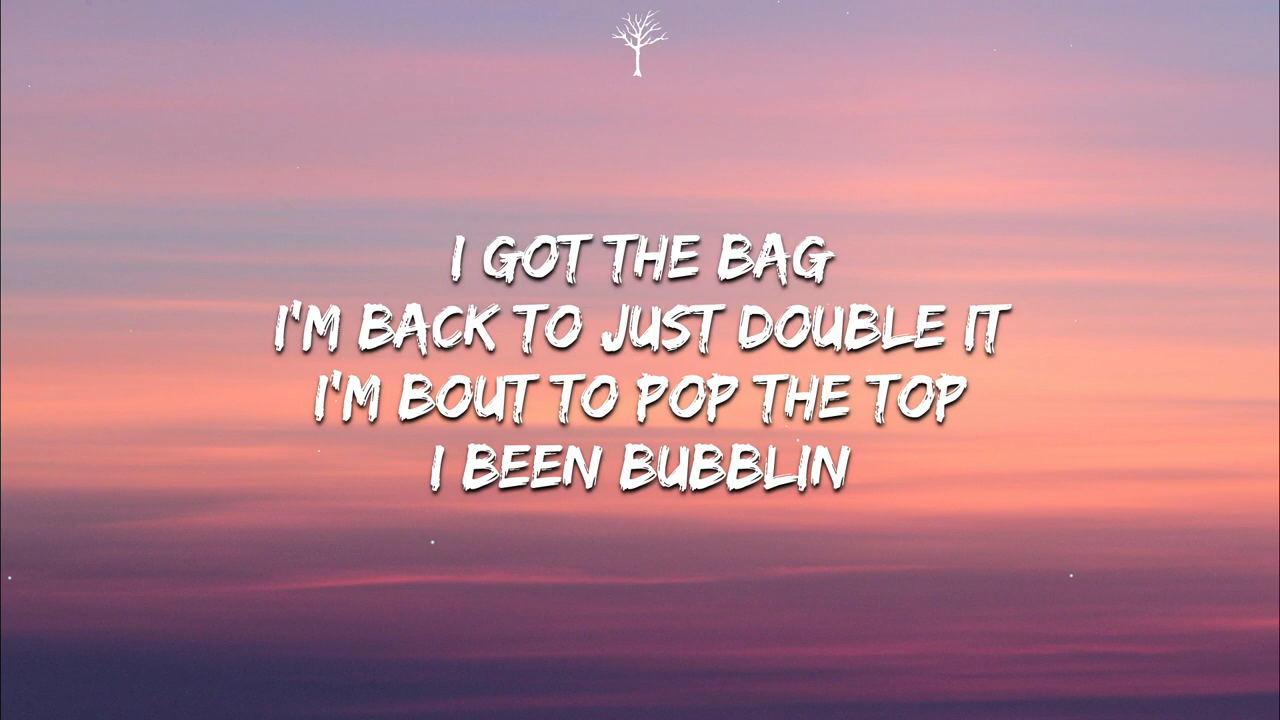 I GOT THE BAG
I'M BACK TO JUST DOUBLE IT
I'M BOUT TO POP THE TOP
I BEEN BUBBLIN